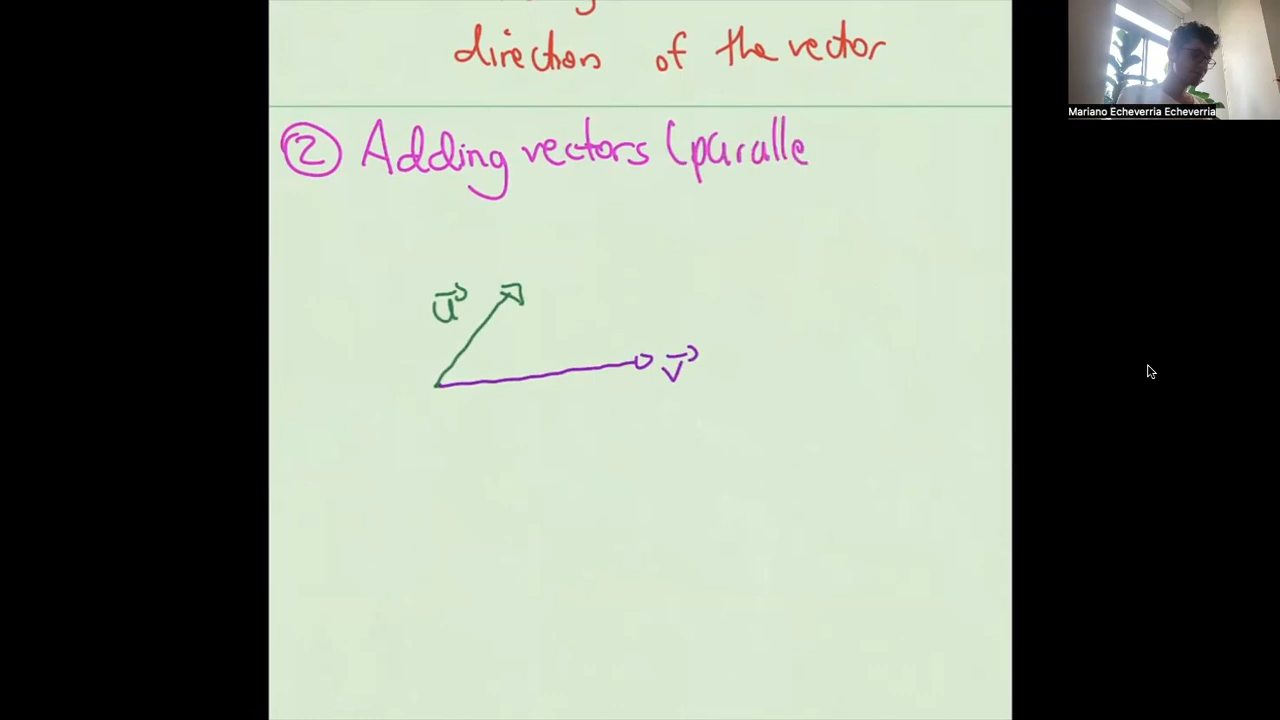 direction of the vector
Mariano Echeverria Echeverria
② Adding vectors (paralle
u⃗
v⃗